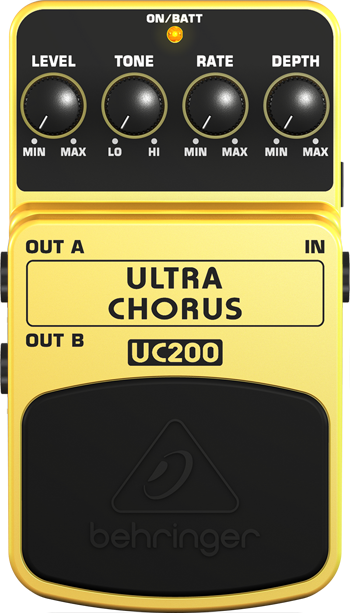 ON/BATT
LEVEL TONE RATE DEPTH
MIN MAX LO HI MIN MAX MIN MAX
OUT A IN
ULTRA
CHORUS
OUT B
UC200
behringer